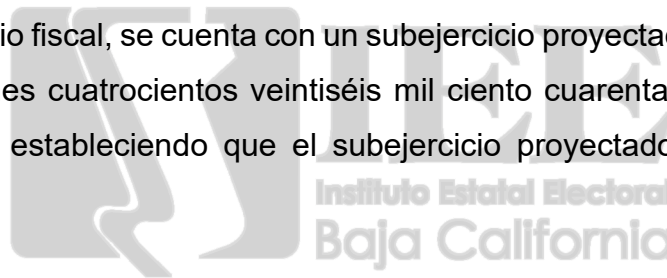 io fiscal, se cuenta con un subejercicio proyectad
es cuatrocientos veintiséis mil ciento cuarenta
estableciendo que el subejercicio proyectado
IEE
Instituto Estatal Electoral
Baja California